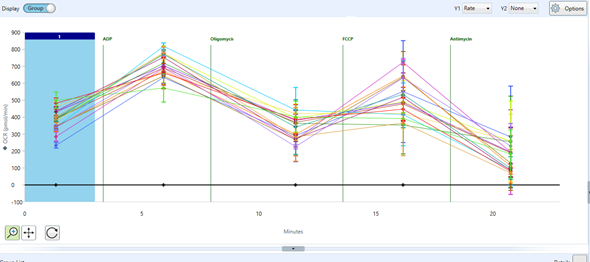 Display Group Y1 Rate Y2 None Options
1
ADP Oligomycin FCCP Antimycin
900
800
700
600
500
400
300
200
100
0
-100
OCR (pmol/min)
0 5 10 15 20
Minutes